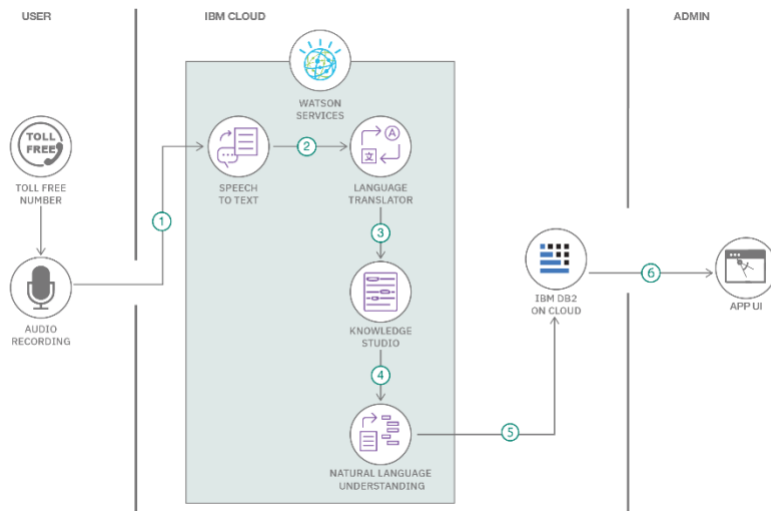 USER
IBM CLOUD
ADMIN
WATSON
SERVICES
TOLL
FREE
TOLL FREE
NUMBER
SPEECH
TO TEXT
2
A
文
LANGUAGE
TRANSLATOR
1
3
AUDIO
RECORDING
KNOWLEDGE
STUDIO
IBM DB2
ON CLOUD
6
APP UI
4
NATURAL LANGUAGE
UNDERSTANDING
5